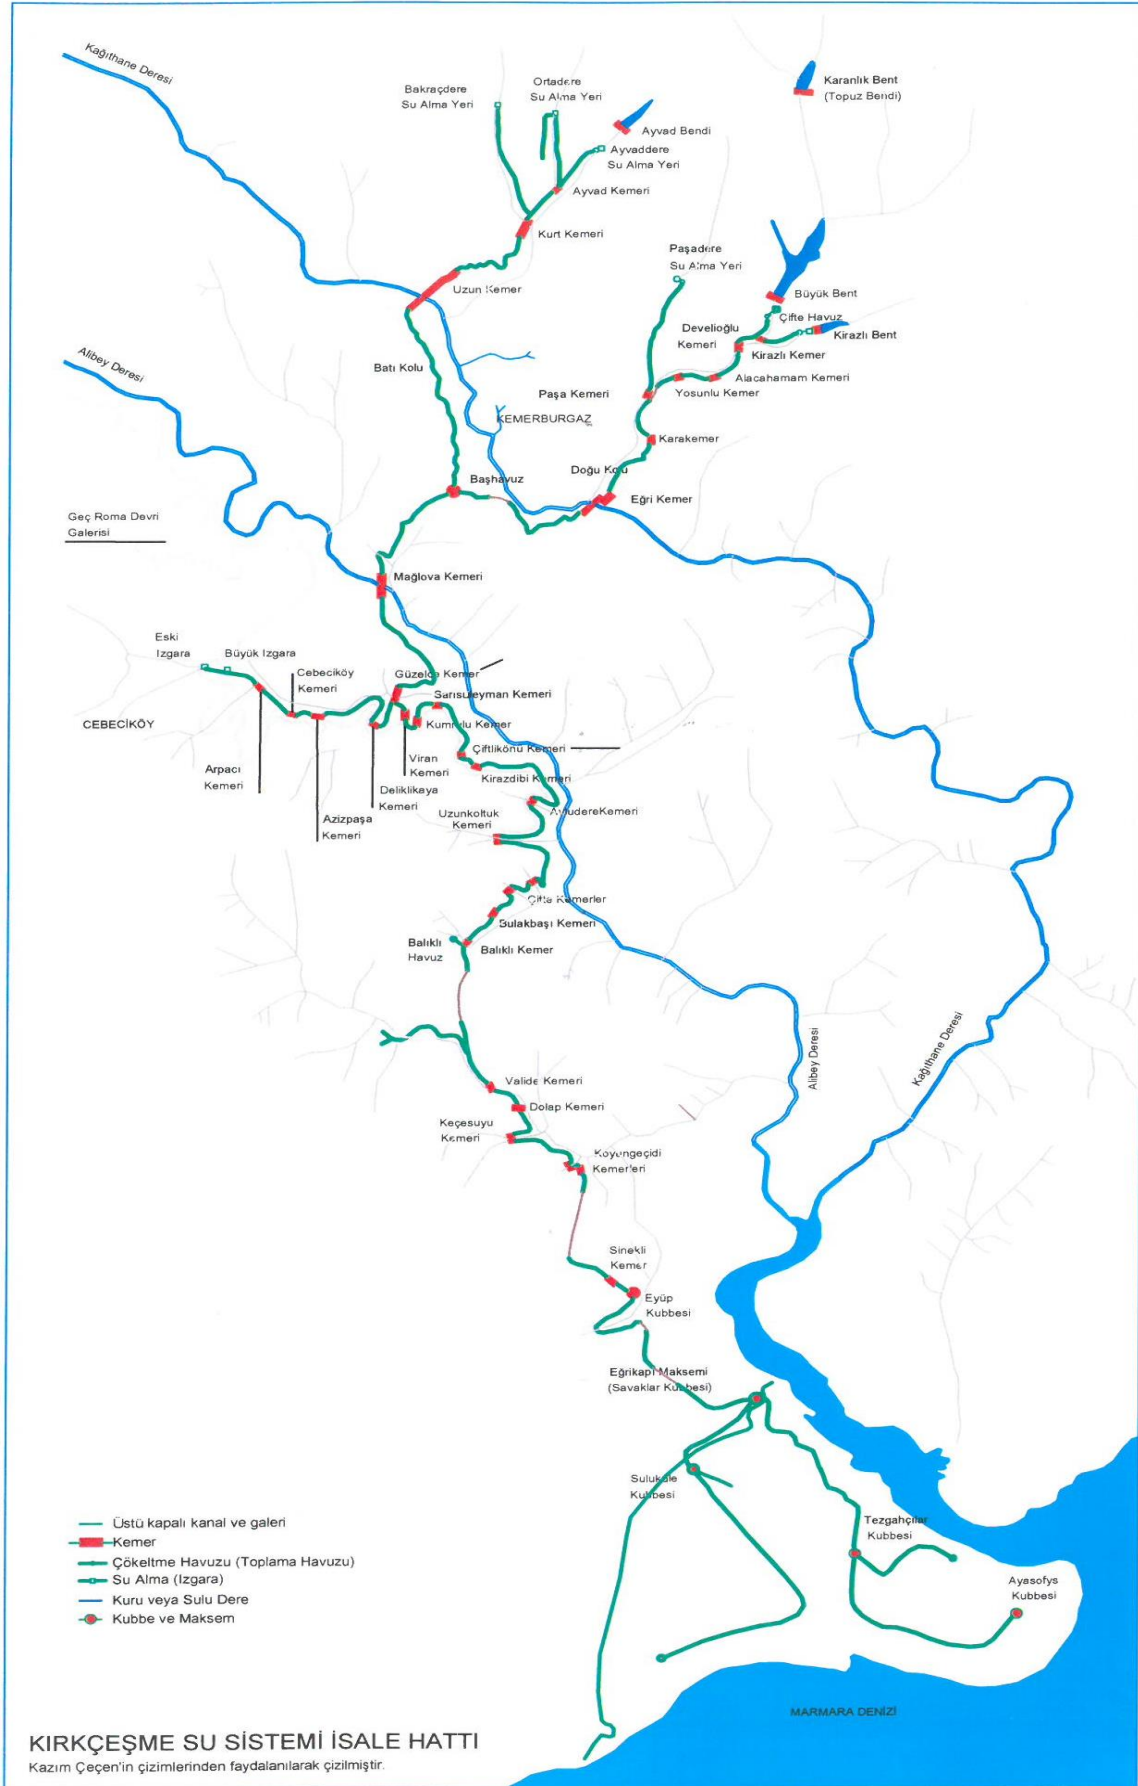 Kağıthane Deresi
Bakraçdere
Su Alma Yeri
Ortadere
Su Alma Yeri
Karanlık Bent
(Topuz Bendi)
Ayvad Bendi
Ayvaddere
Su Alma Yeri
Ayvad Kemeri
Kurt Kemeri
Paşadere
Su Alma Yeri
Uzun Kemer
Büyük Bent
Çifte Havuz
Develioğlu
Kemeri
Kirazlı Bent
Kirazlı Kemer
Alibey Deresi
Batı Kolu
Alacahamam Kemeri
Paşa Kemeri
Yosunlu Kemer
KEMERBURGAZ
Karakemer
Doğu Kolu
Başhavuz
Eğri Kemer
Geç Roma Devri
Galerisi
Mağlova Kemeri
Eski
Izgara
Büyük Izgara
Cebeciköy
Kemeri
Güzelce Kemer
Sarısüleyman Kemeri
CEBECİKÖY
Kumrulu Kemer
Çiftlikönü Kemeri
Viran
Kemeri
Arpacı
Kemeri
Kirazdibi Kemeri
Deliklikaya
Kemeri
Azizpaşa
Kemeri
Uzunkoltuk
Kemeri
AyludereKemeri
Çifte Kemerler
Bulakbaşı Kemeri
Balıklı
Havuz
Balıklı Kemer
Alibey Deresi
Kağıthane Deresi
Valide Kemeri
Dolap Kemeri
Keçesuyu
Kemeri
Koyungeçidi
Kemerleri
Sinekli
Kemer
Eyüp
Kubbesi
Eğrikapı Maksemi
(Savaklar Kubbesi)
Sulukule
Kubbesi
Tezgahçılar
Kubbesi
Ayasofys
Kubbesi
Üstü kapalı kanal ve galeri
Kemer
Çökeltme Havuzu (Toplama Havuzu)
Su Alma (Izgara)
Kuru veya Sulu Dere
Kubbe ve Maksem
MARMARA DENİZİ
KIRKÇEŞME SU SİSTEMİ İSALE HATTI
Kazım Çeçen'in çizimlerinden faydalanılarak çizilmiştir.